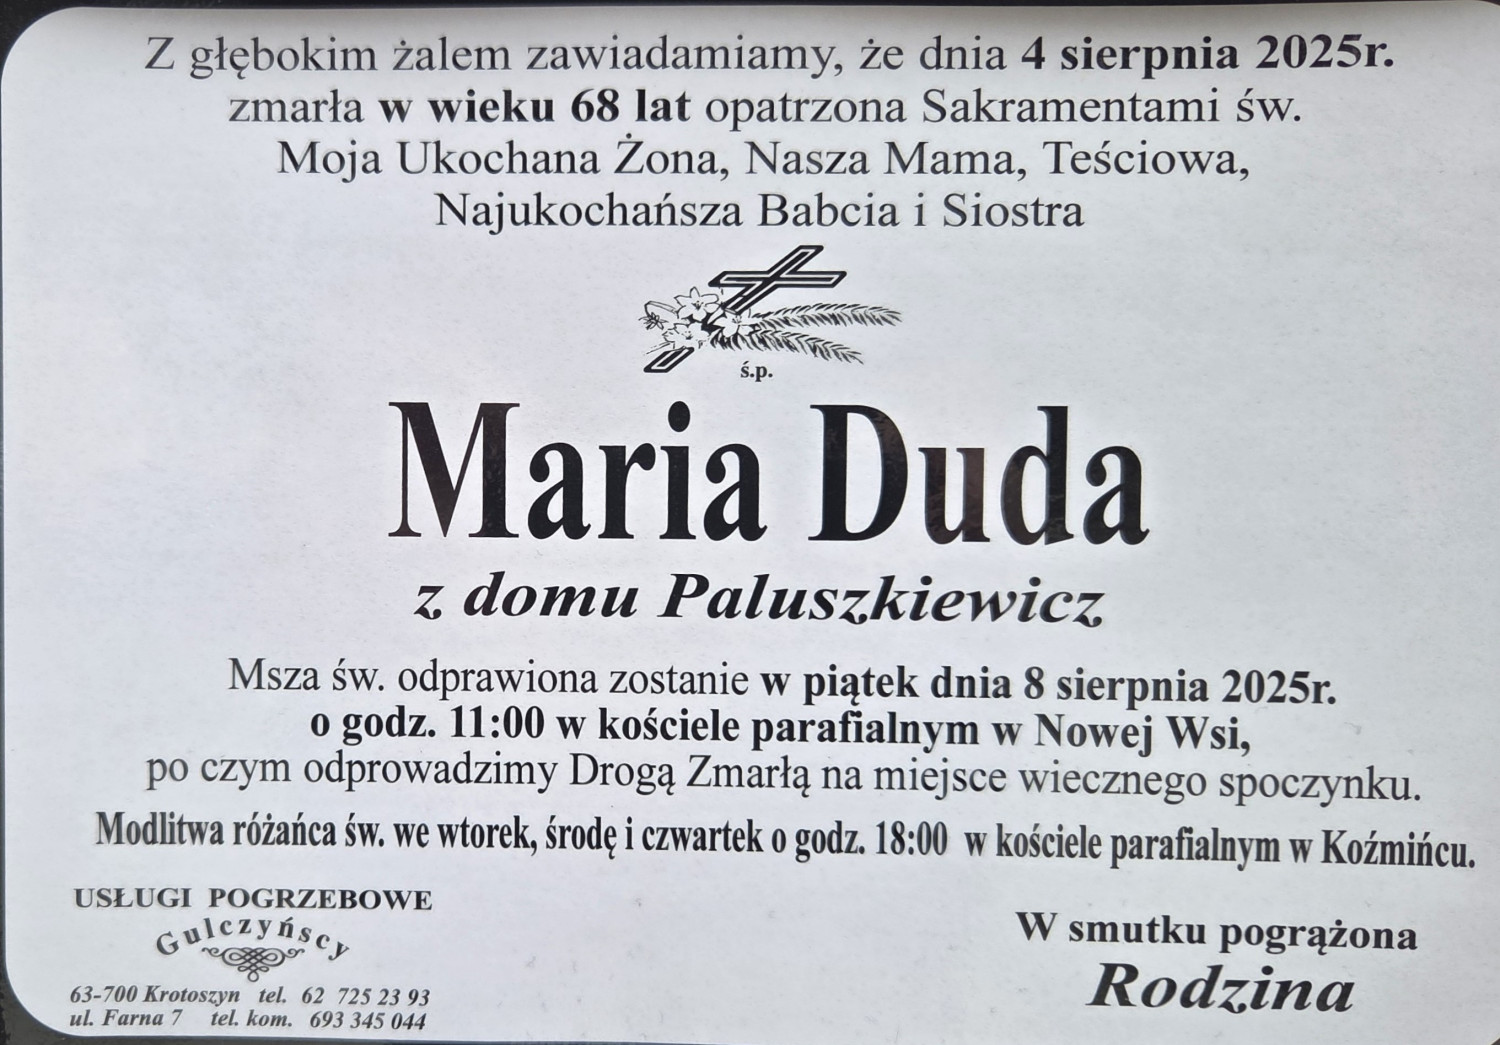 Z głębokim żalem zawiadamiamy, że dnia 4 sierpnia 2025r.
zmarła w wieku 68 lat opatrzona Sakramentami św.
Moja Ukochana Żona, Nasza Mama, Teściowa,
Najukochańsza Babcia i Siostra
ś.p.
Maria Duda
z domu Paluszkiewicz
Msza św. odprawiona zostanie w piątek dnia 8 sierpnia 2025r.
o godz. 11:00 w kościele parafialnym w Nowej Wsi,
po czym odprowadzimy Drogą Zmarłą na miejsce wiecznego spoczynku.
Modlitwa różańca św. we wtorek, środę i czwartek o godz. 18:00 w kościele parafialnym w Koźmińcu.
USŁUGI POGRZEBOWE
Gulczyńscy
63-700 Krotoszyn tel. 62 725 23 93
ul. Farna 7 tel. kom. 693 345 044
W smutku pogrążona
Rodzina